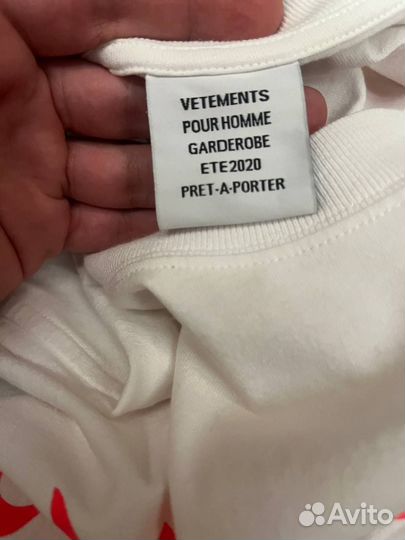 VETEMENTS
POUR HOMME
GARDEROBE
ETE2020
PRET-A-PORTER
Avito